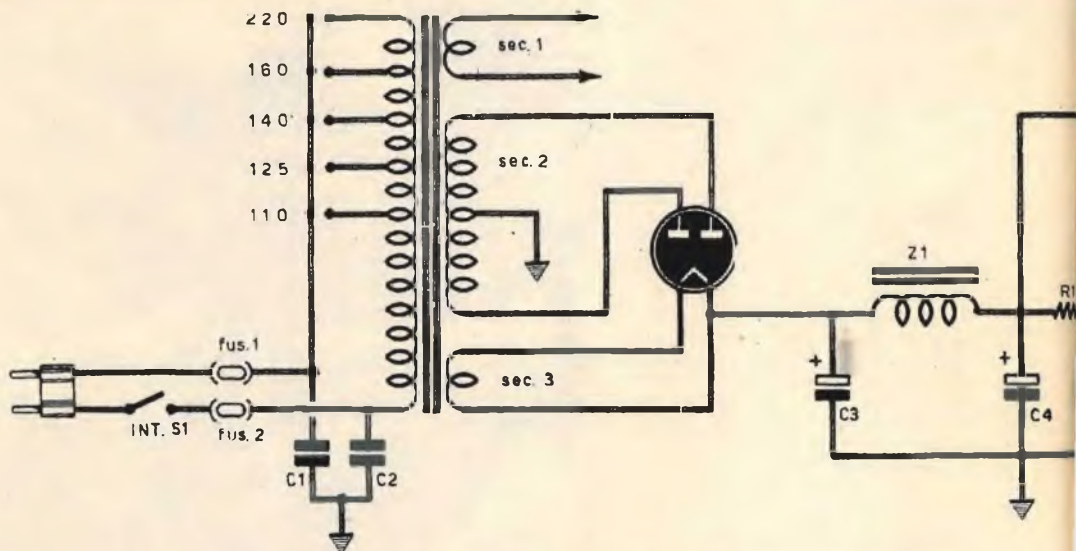 220
sec.1
160
140
sec.2
125
110
Z1
R1
fus.1
+
+
sec. 3
INT. S1
fus.2
C3
C4
C1
C2